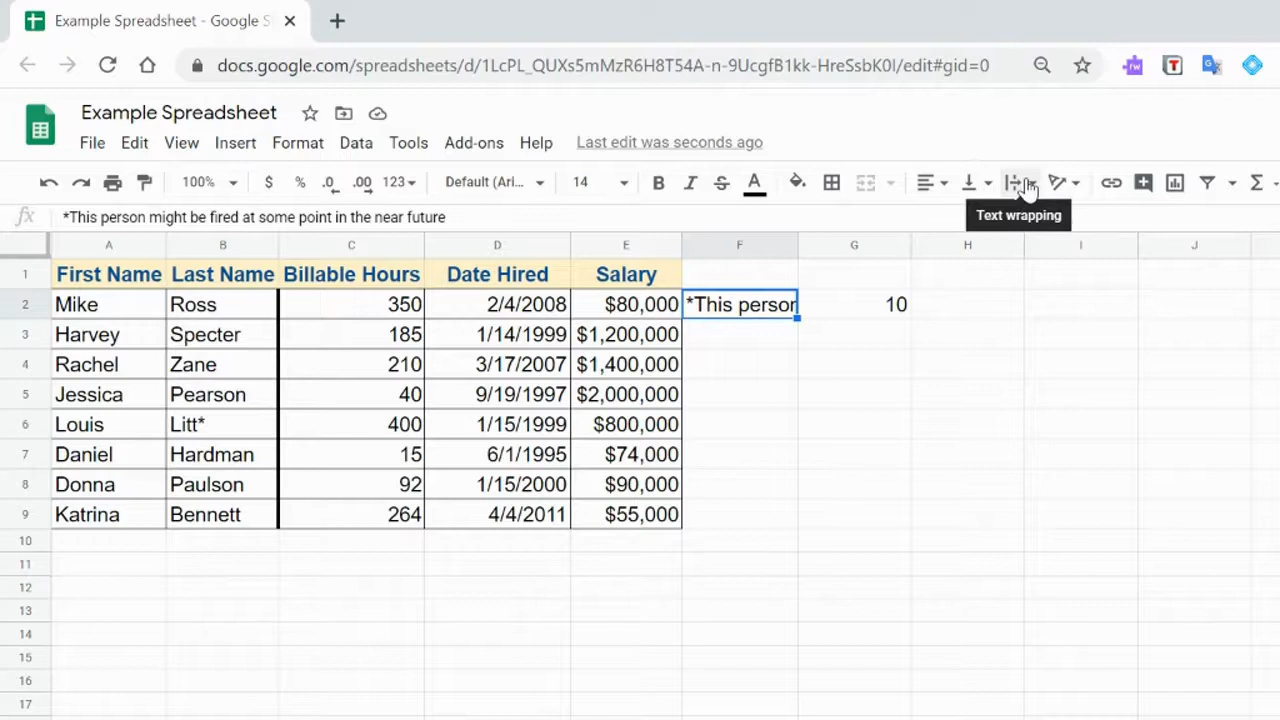 Example Spreadsheet - Google S
docs.google.com/spreadsheets/d/1LcPL_QUXs5mMzR6H8T54A-n-9UcgfB1kk-HreSsbK0I/edit#gid=0
Example Spreadsheet
File Edit View Insert Format Data Tools Add-ons Help Last edit was seconds ago
100% $ % .0 .00 123 Default (Ari... 14 B I S A Σ
fx *This person might be fired at some point in the near future
Text wrapping
A B C D E F G H I J
1 First Name Last Name Billable Hours Date Hired Salary
2 Mike Ross 350 2/4/2008 $80,000 *This person 10
3 Harvey Specter 185 1/14/1999 $1,200,000
4 Rachel Zane 210 3/17/2007 $1,400,000
5 Jessica Pearson 40 9/19/1997 $2,000,000
6 Louis Litt* 400 1/15/1999 $800,000
7 Daniel Hardman 15 6/1/1995 $74,000
8 Donna Paulson 92 1/15/2000 $90,000
9 Katrina Bennett 264 4/4/2011 $55,000
10
11
12
13
14
15
16
17